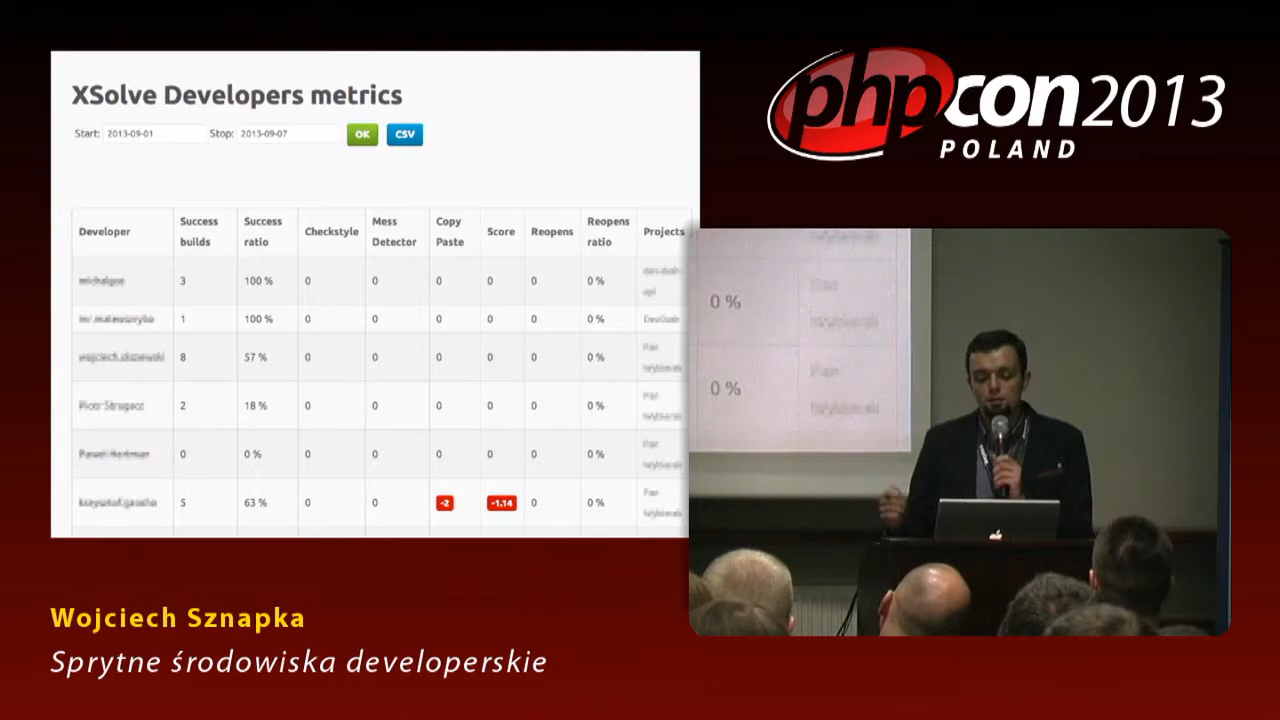 XSolve Developers metrics
Start: 2013-09-01 Stop: 2013-09-07 OK CSV
Developer Success builds Success ratio Checkstyle Mess Detector Copy Paste Score Reopens Reopens ratio Projects
3 100 % 0 0 0 0 0 0 %
1 100 % 0 0 0 0 0 0 %
8 57 % 0 0 0 0 0 0 %
2 18 % 0 0 0 0 0 0 %
0 0 % 0 0 0 0 0 0 %
5 63 % 0 0 -2 -1.14 0 0 %
phpcon2013
POLAND
0 %
0 %
Wojciech Sznapka
Sprytne środowiska developerskie